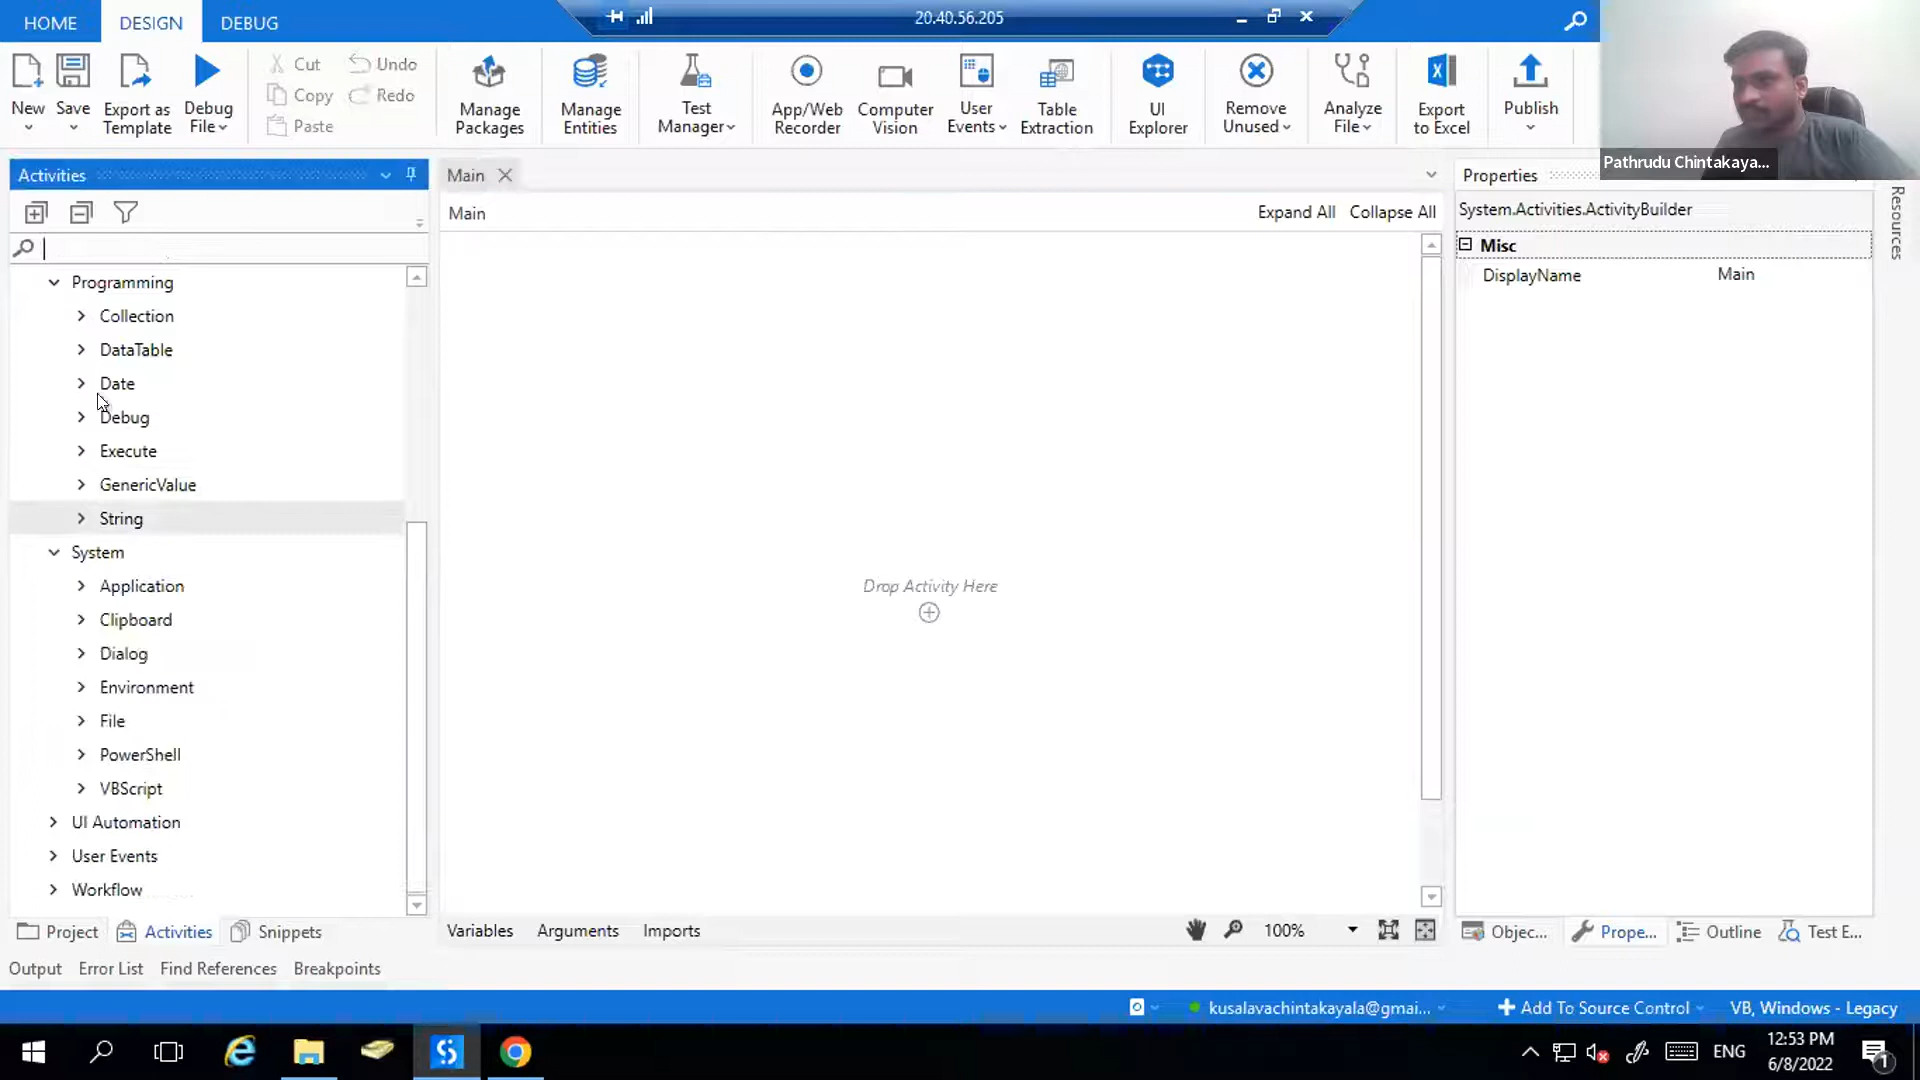 HOME DESIGN DEBUG 20.40.56.205
New Save Export as Template Debug File Cut Copy Paste Undo Redo Manage Packages Manage Entities Test Manager App/Web Recorder Computer Vision User Events Table Extraction UI Explorer Remove Unused Analyze File Export to Excel Publish
Pathrudu Chintakaya...
Activities Main Properties Resources
Main Expand All Collapse All System.Activities.ActivityBuilder
Misc
DisplayName Main
Programming
Collection
DataTable
Date
Debug
Execute
GenericValue
String
System
Application
Drop Activity Here
Clipboard
Dialog
Environment
File
PowerShell
VBScript
UI Automation
User Events
Workflow
Project Activities Snippets Variables Arguments Imports 100% Objec... Prope... Outline Test E...
Output Error List Find References Breakpoints
kusalavachintakayala@gmai... Add To Source Control VB, Windows - Legacy
ENG 12:53 PM
6/8/2022 1